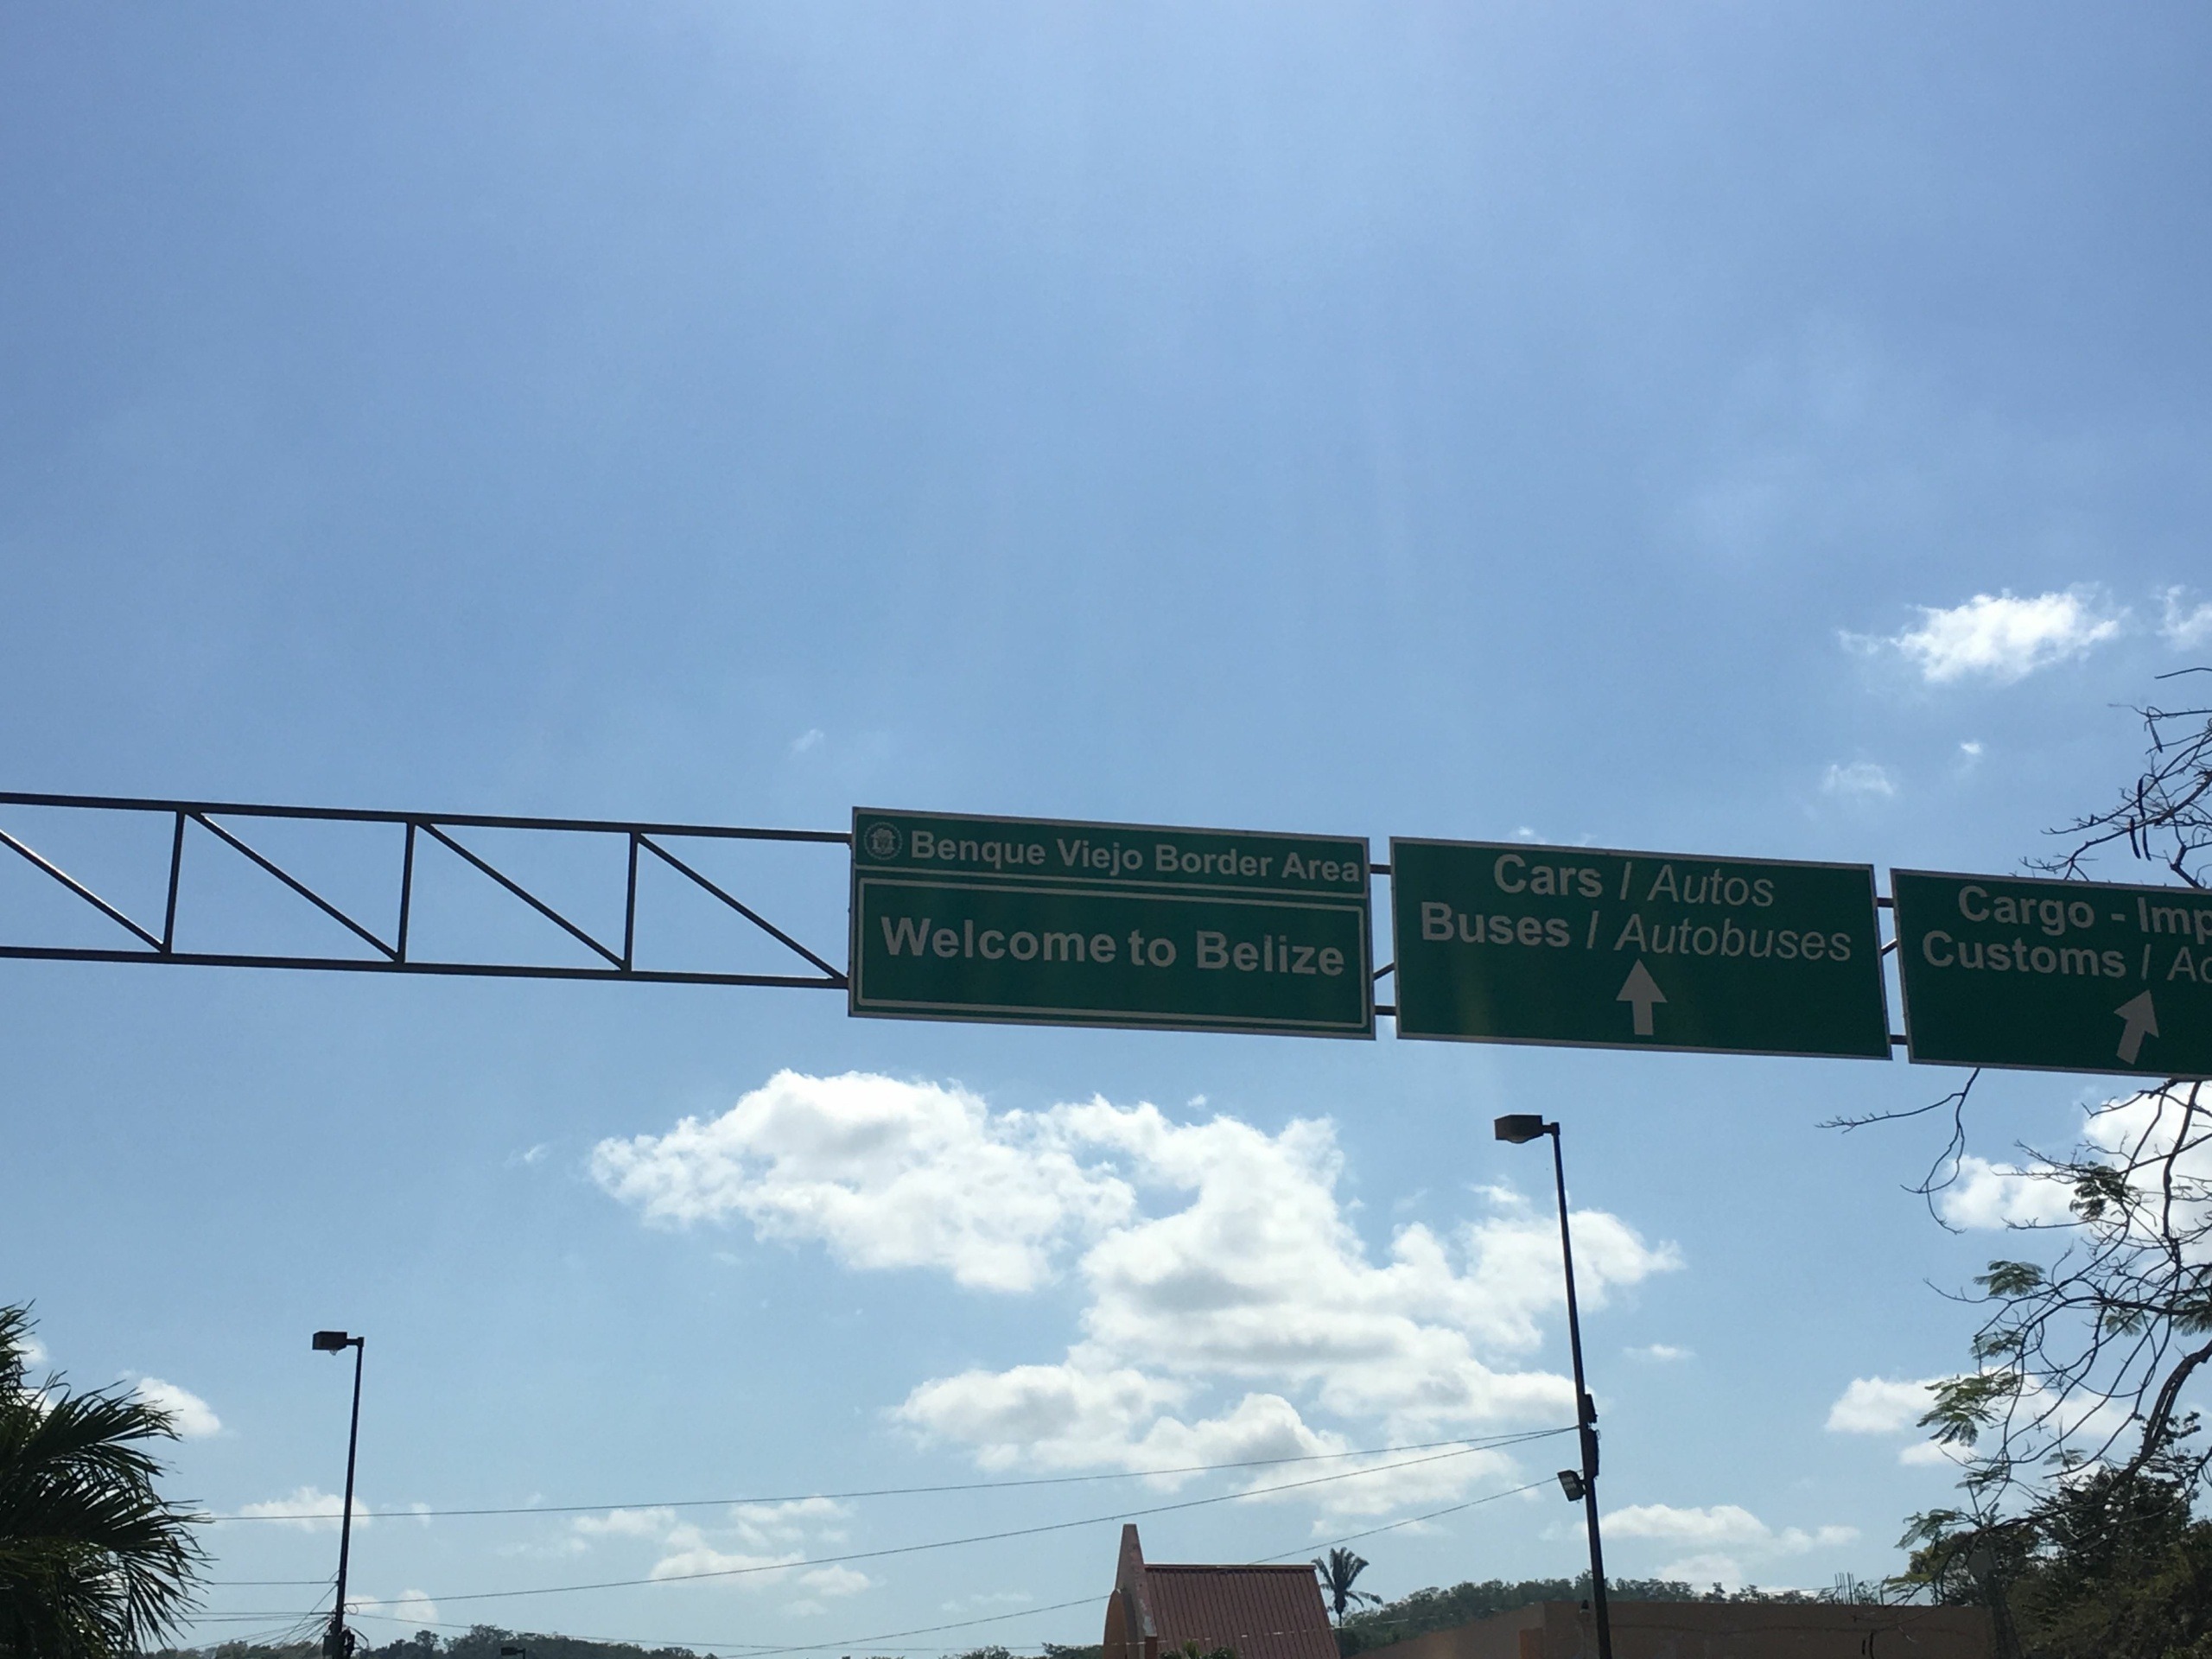 Benque Viejo Border Area
Welcome to Belize
Cars / Autos
Buses / Autobuses
Cargo -
Customs /